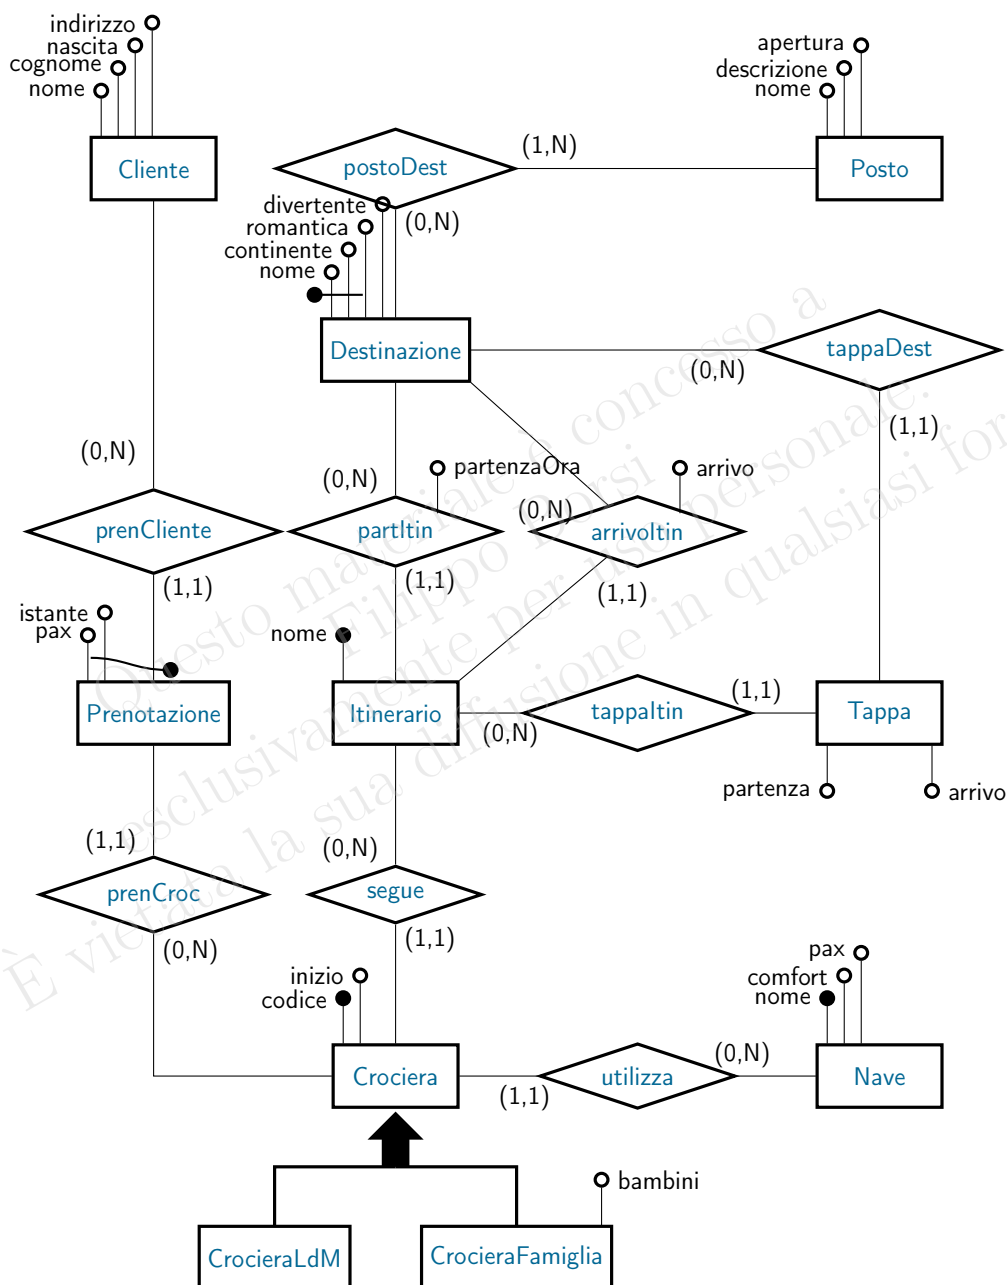 indirizzo
nascita
cognome
nome
Cliente
apertura
descrizione
nome
Posto
postoDest
(1,N)
(0,N)
divertente
romantica
continente
nome
Destinazione
(0,N)
tappaDest
(1,1)
(0,N)
prenCliente
(1,1)
(0,N)
partenzaOra
partItin
(1,1)
arrivo
(0,N)
arrivoItin
(1,1)
istante
pax
Prenotazione
nome
Itinerario
(0,N)
tappaItin
(1,1)
Tappa
partenza
arrivo
(1,1)
prenCroc
(0,N)
(0,N)
segue
(1,1)
inizio
codice
Crociera
(1,1)
utilizza
(0,N)
pax
comfort
nome
Nave
bambini
CrocieraLdM
CrocieraFamiglia
Questo materiale è concesso a
Filippo Dorsi
esclusivamente per uso personale.
È vietata la sua diffusione in qualsiasi for